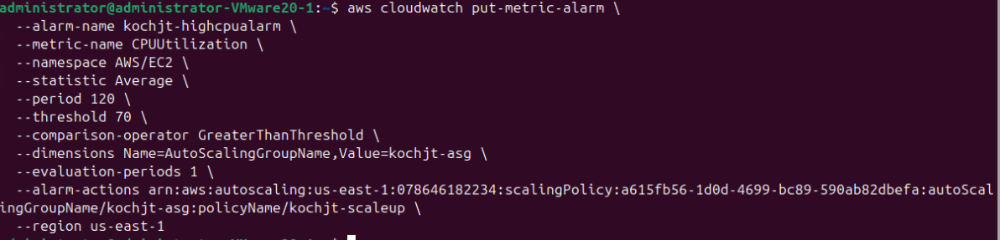 administrator@administrator-VMware20-1:~$ aws cloudwatch put-metric-alarm \
  --alarm-name kochjt-highcpualarm \
  --metric-name CPUUtilization \
  --namespace AWS/EC2 \
  --statistic Average \
  --period 120 \
  --threshold 70 \
  --comparison-operator GreaterThanThreshold \
  --dimensions Name=AutoScalingGroupName,Value=kochjt-asg \
  --evaluation-periods 1 \
  --alarm-actions arn:aws:autoscaling:us-east-1:078646182234:scalingPolicy:a615fb56-1d0d-4699-bc89-590ab82dbefa:autoScal
ingGroupName/kochjt-asg:policyName/kochjt-scaleup \
  --region us-east-1